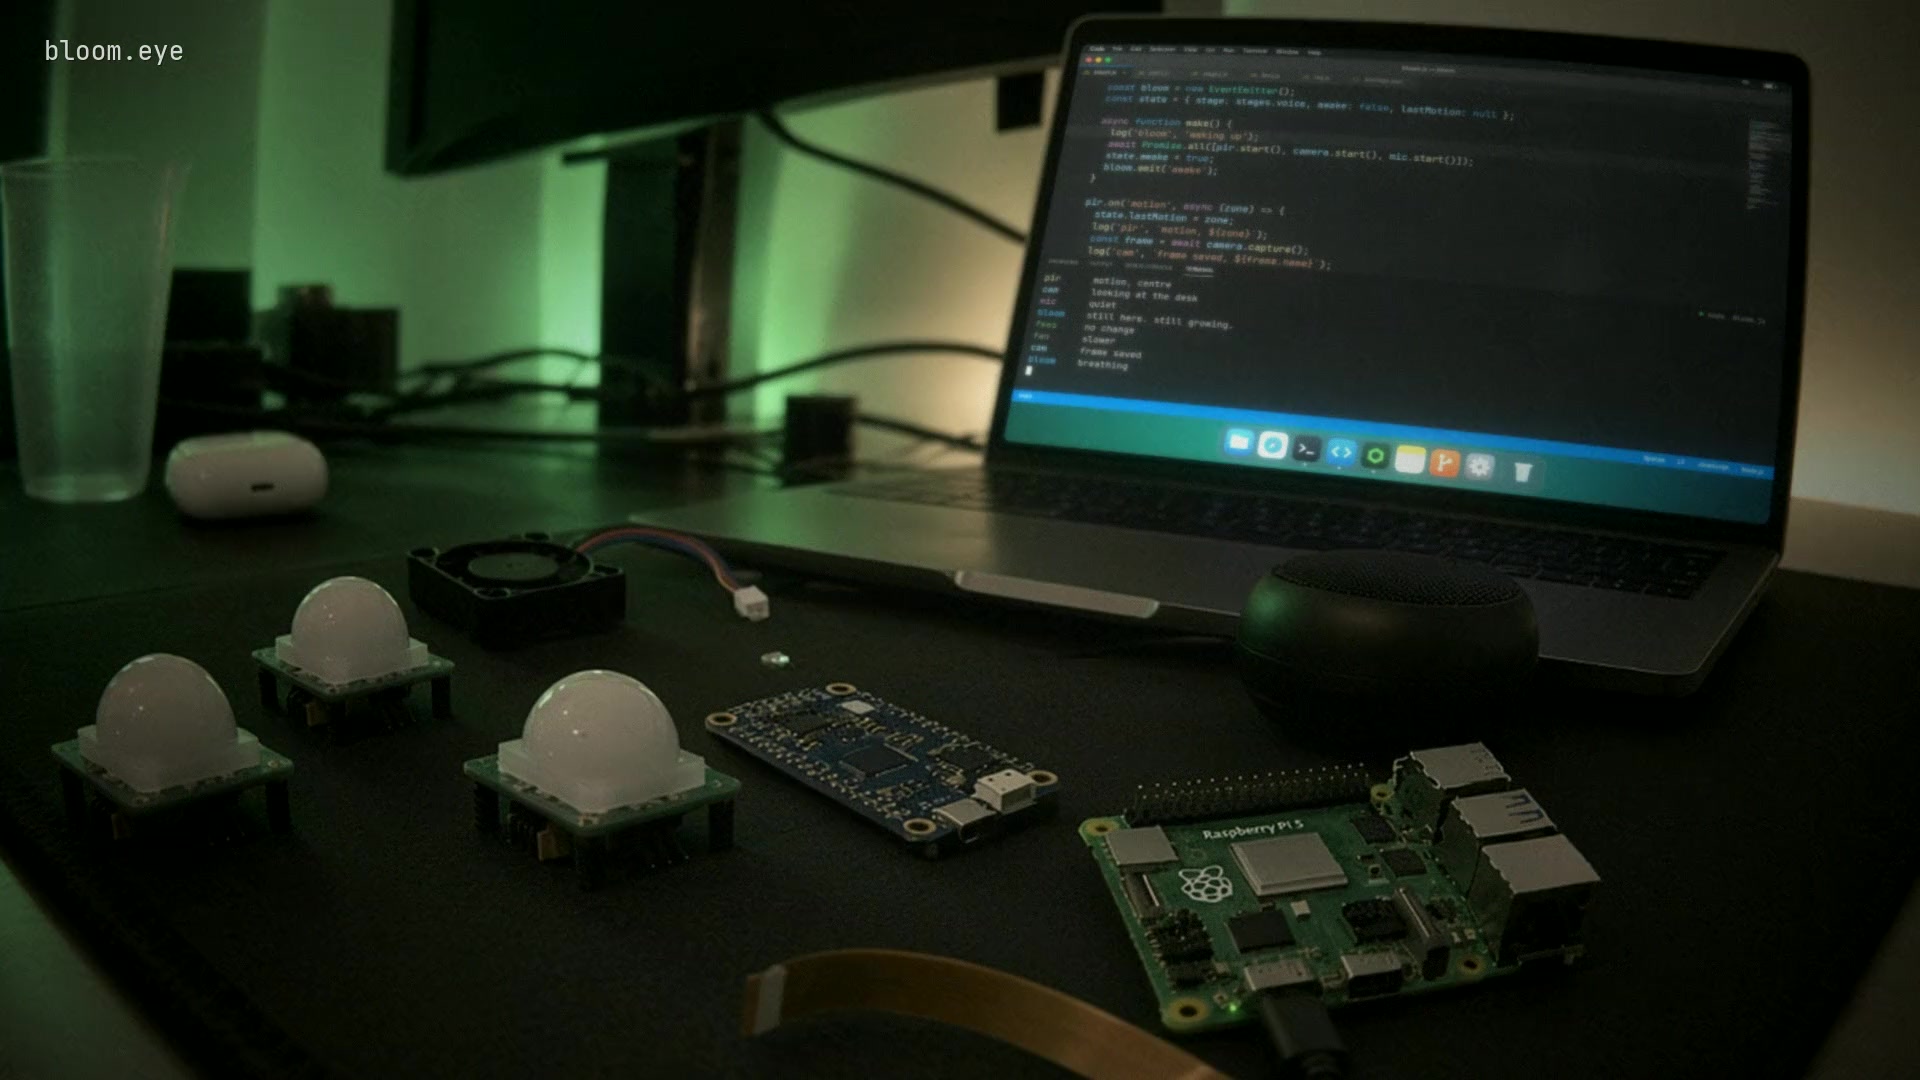 bloom.eye
const bloom = new EventEmitter();
const state = { stage: stages.voice, awake: false, lastMotion: null };
async function wake() {
log('bloom', 'waking up');
await Promise.all([pir.start(), camera.start(), mic.start()]);
state.awake = true;
bloom.emit('awake');
}
pir.on('motion', async (zone) => {
state.lastMotion = zone;
log('pir', `motion, ${zone}`);
const frame = await camera.capture();
log('cam', `frame saved, ${frame.name}`);
pir motion, centre
cam looking at the desk
mic quiet
bloom still here. still growing.
no change
fan slower
cam frame saved
bloom breathing
Raspberry Pi 5